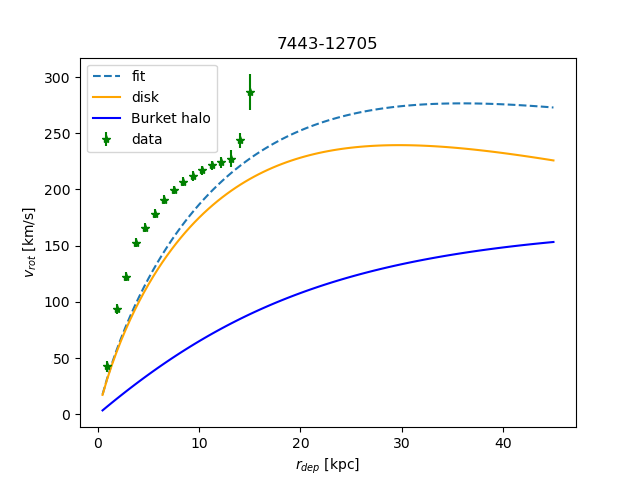 7443-12705
fit
disk
Burket halo
data
300
250
200
150
100
50
0
v_rot [km/s]
0 10 20 30 40
r_dep [kpc]